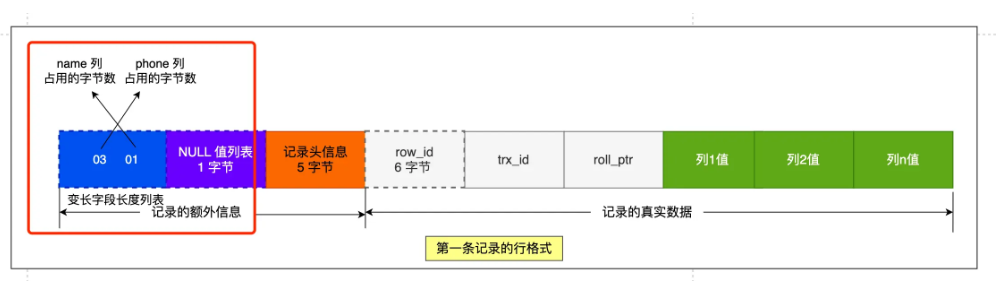 name 列
占用的字节数
phone 列
占用的字节数
03
01
NULL 值列表
1 字节
记录头信息
5 字节
row_id
6 字节
trx_id
roll_ptr
列1值
列2值
列n值
变长字段长度列表
记录的额外信息
记录的真实数据
第一条记录的行格式